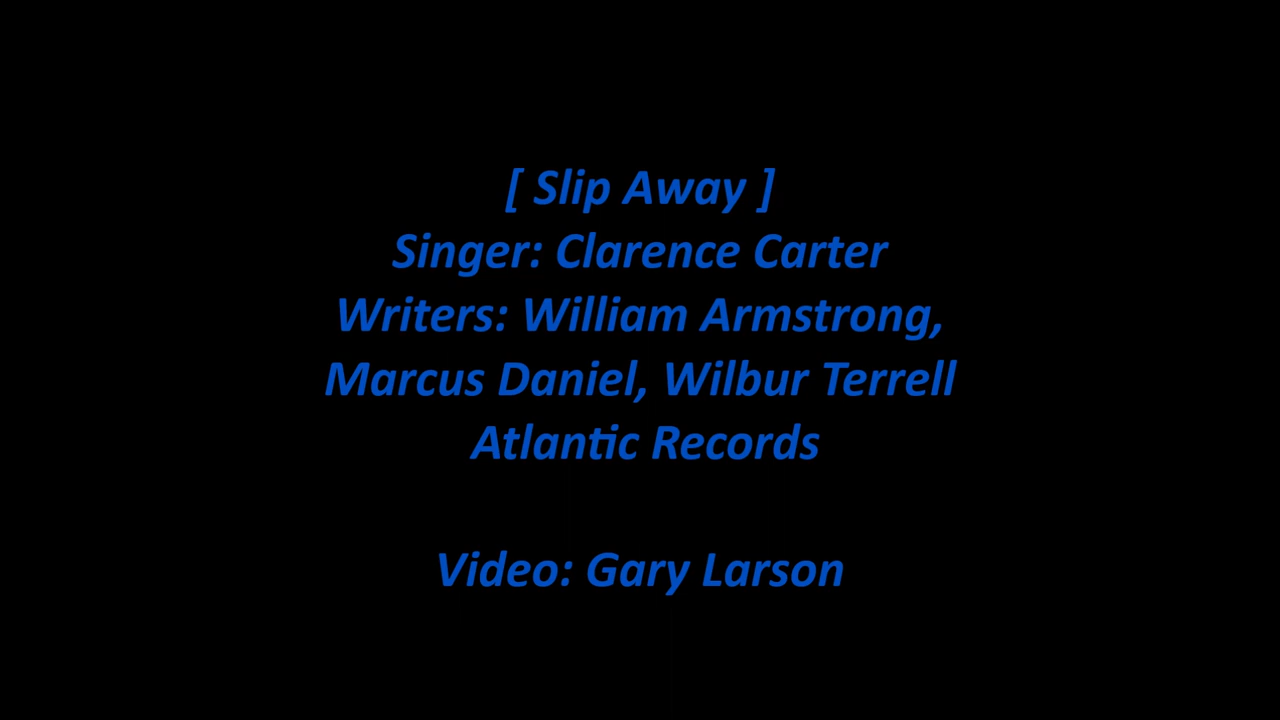 [ Slip Away ]
Singer: Clarence Carter
Writers: William Armstrong,
Marcus Daniel, Wilbur Terrell
Atlantic Records
Video: Gary Larson